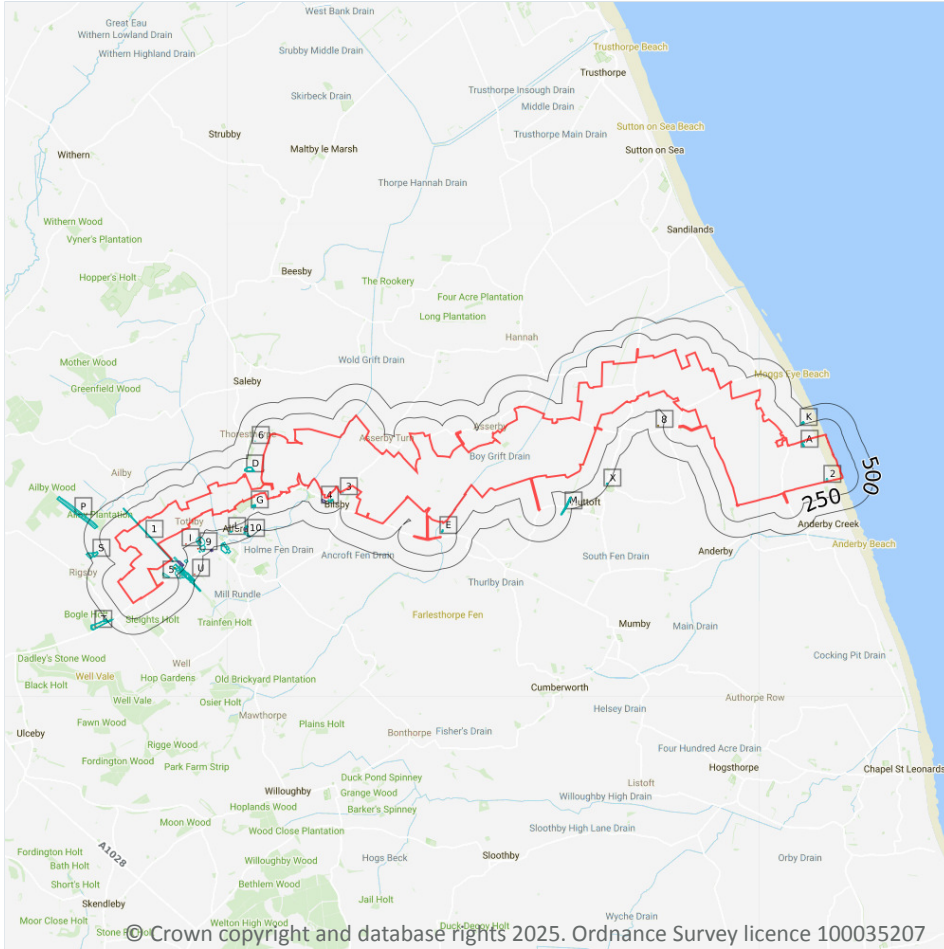 West Bank Drain
Great Eau
Withern Lowland Drain
Withern Highland Drain
Srubby Middle Drain
Trusthorpe Beach
Trusthorpe
Trusthorpe Insough Drain
Skirbeck Drain
Middle Drain
Strubby
Trusthorpe Main Drain
Sutton on Sea Beach
Maltby le Marsh
Sutton on Sea
Withern
Thorpe Hannah Drain
Withern Wood
Vyner's Plantation
Sandilands
Beesby
Hopper's Holt
The Rookery
Four Acre Plantation
Long Plantation
Hannah
Mother Wood
Wold Grift Drain
Greenfield Wood
Saleby
Moggs Eye Beach
K
8
6
Thoresthorpe
Asserby Turn
Asserby
A
Boy Grift Drain
D
Ailby
2
500
X
Ailby Wood
3
4
G
M
250
P
Bilsby
1
E
10
Anderby Creek
Tothby
I
9
Holme Fen Drain
Ancroft Fen Drain
Anderby
Anderby Beach
S
South Fen Drain
Rigsby
5
U
Thurlby Drain
Mill Rundle
Bogle
T
Sleights Holt
Trainfen Holt
Farlesthorpe Fen
Mumby
Main Drain
Dadley's Stone Wood
Well
Cocking Pit Drain
Black Holt
Well Vale
Hop Gardens
Old Brickyard Plantation
Cumberworth
Well Vale
Osier Holt
Authorpe Row
Mawthorpe
Helsey Drain
Fawn Wood
Plains Holt
Ulceby
Bonthorpe
Fisher's Drain
Rigge Wood
Four Hundred Acre Drain
Fordington Wood
Park Farm Strip
Hogsthorpe
Chapel St Leonards
Duck Pond Spinney
Listoft
Willoughby
Grange Wood
Willoughby High Drain
Hoplands Wood
Barker's Spinney
Moon Wood
Wood Close Plantation
Sloothby High Lane Drain
A1028
Fordington Holt
Willoughby Wood
Hogs Beck
Sloothby
Orby Drain
Bath Holt
Short's Holt
Bethlem Wood
Skendleby
Jail Holt
Moor Close Holt
Welton High Wood
Wyche Drain
Duck Deggy Holt
© Crown copyright and database rights 2025. Ordnance Survey licence 100035207